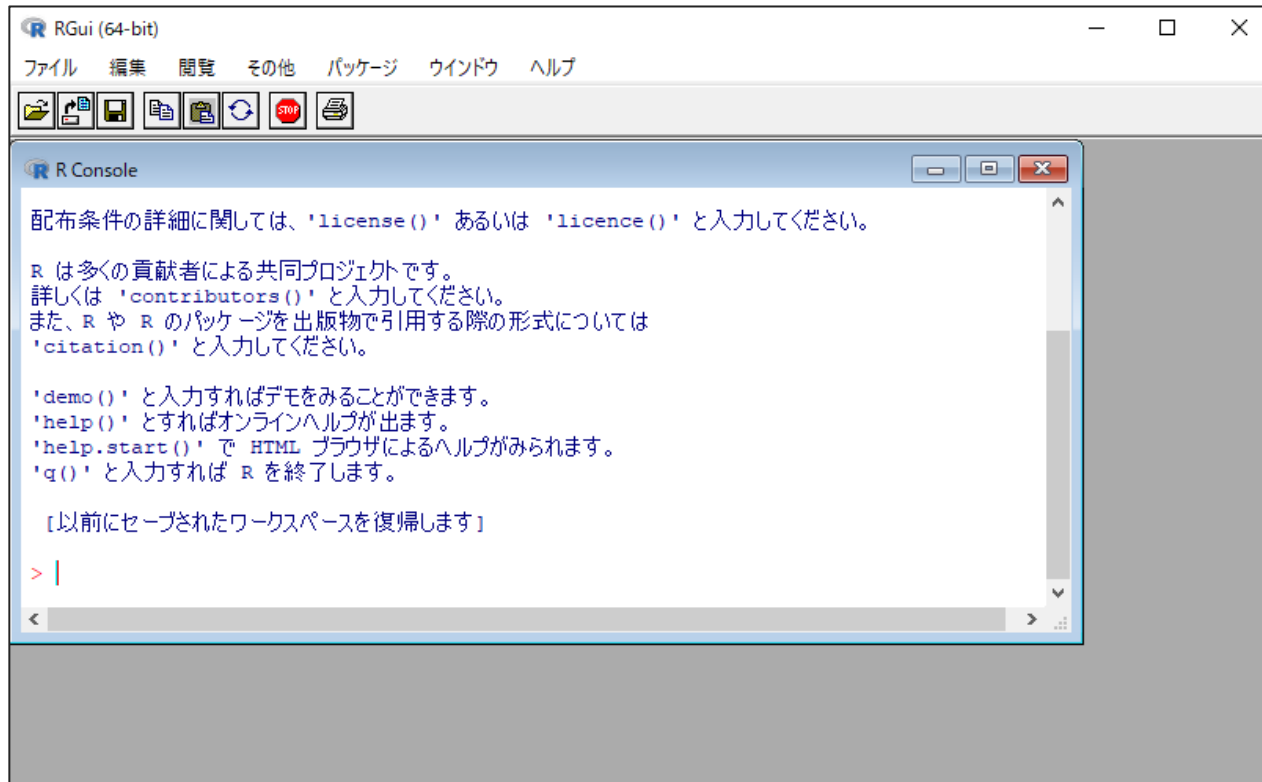 RGui (64-bit)
ファイル 編集 閲覧 その他 パッケージ ウインドウ ヘルプ
STOP
R Console
配布条件の詳細に関しては、'license()' あるいは 'licence()' と入力してください。
R は多くの貢献者による共同プロジェクトです。
詳しくは 'contributors()' と入力してください。
また、R や R のパッケージを出版物で引用する際の形式については
'citation()' と入力してください。
'demo()' と入力すればデモをみることができます。
'help()' とすればオンラインヘルプが出ます。
'help.start()' で HTML ブラウザによるヘルプがみられます。
'q()' と入力すれば R を終了します。
[以前にセーブされたワークスペースを復帰します]
>